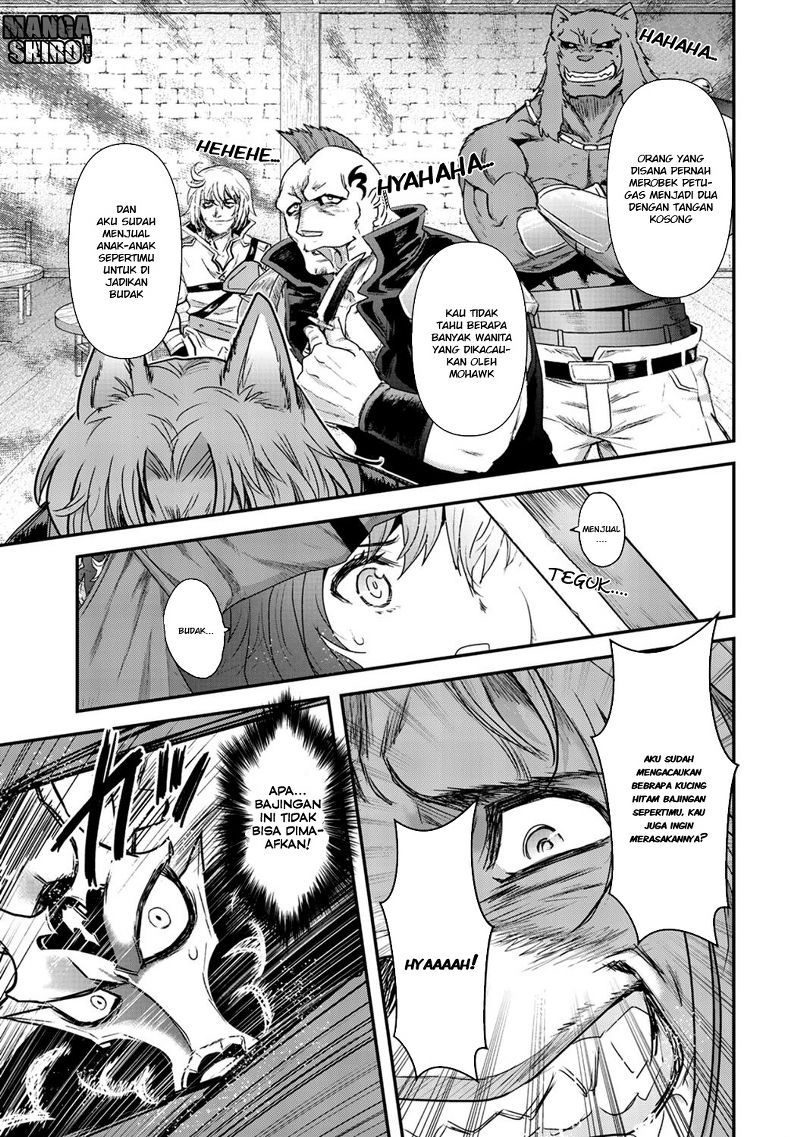 MANGA
SHIRO
.NET
HAHAHA...
ORANG YANG
DISANA PERNAH
MEROBEK PETU-
GAS MENJADI DUA
DENGAN TANGAN
KOSONG
HYAHAHA...
KAU TIDAK
TAHU BERAPA
BANYAK WANITA
YANG DIKACAU-
KAN OLEH
MOHAWK
HEHEHE...
DAN
AKU SUDAH
MENJUAL
ANAK-ANAK
SEPERTIMU
UNTUK DI
JADIKAN
BUDAK
MENJUAL
....
TEGUK.....
BUDAK...
AKU SUDAH
MENGACAUKAN
BEBRAPA KUCING
HITAM BAJINGAN
SEPERTIMU, KAU
JUGA INGIN
MERASAKANNYA?
HYAAAAH!
APA...
BAJINGAN
INI TIDAK
BISA DIMA-
AFKAN!